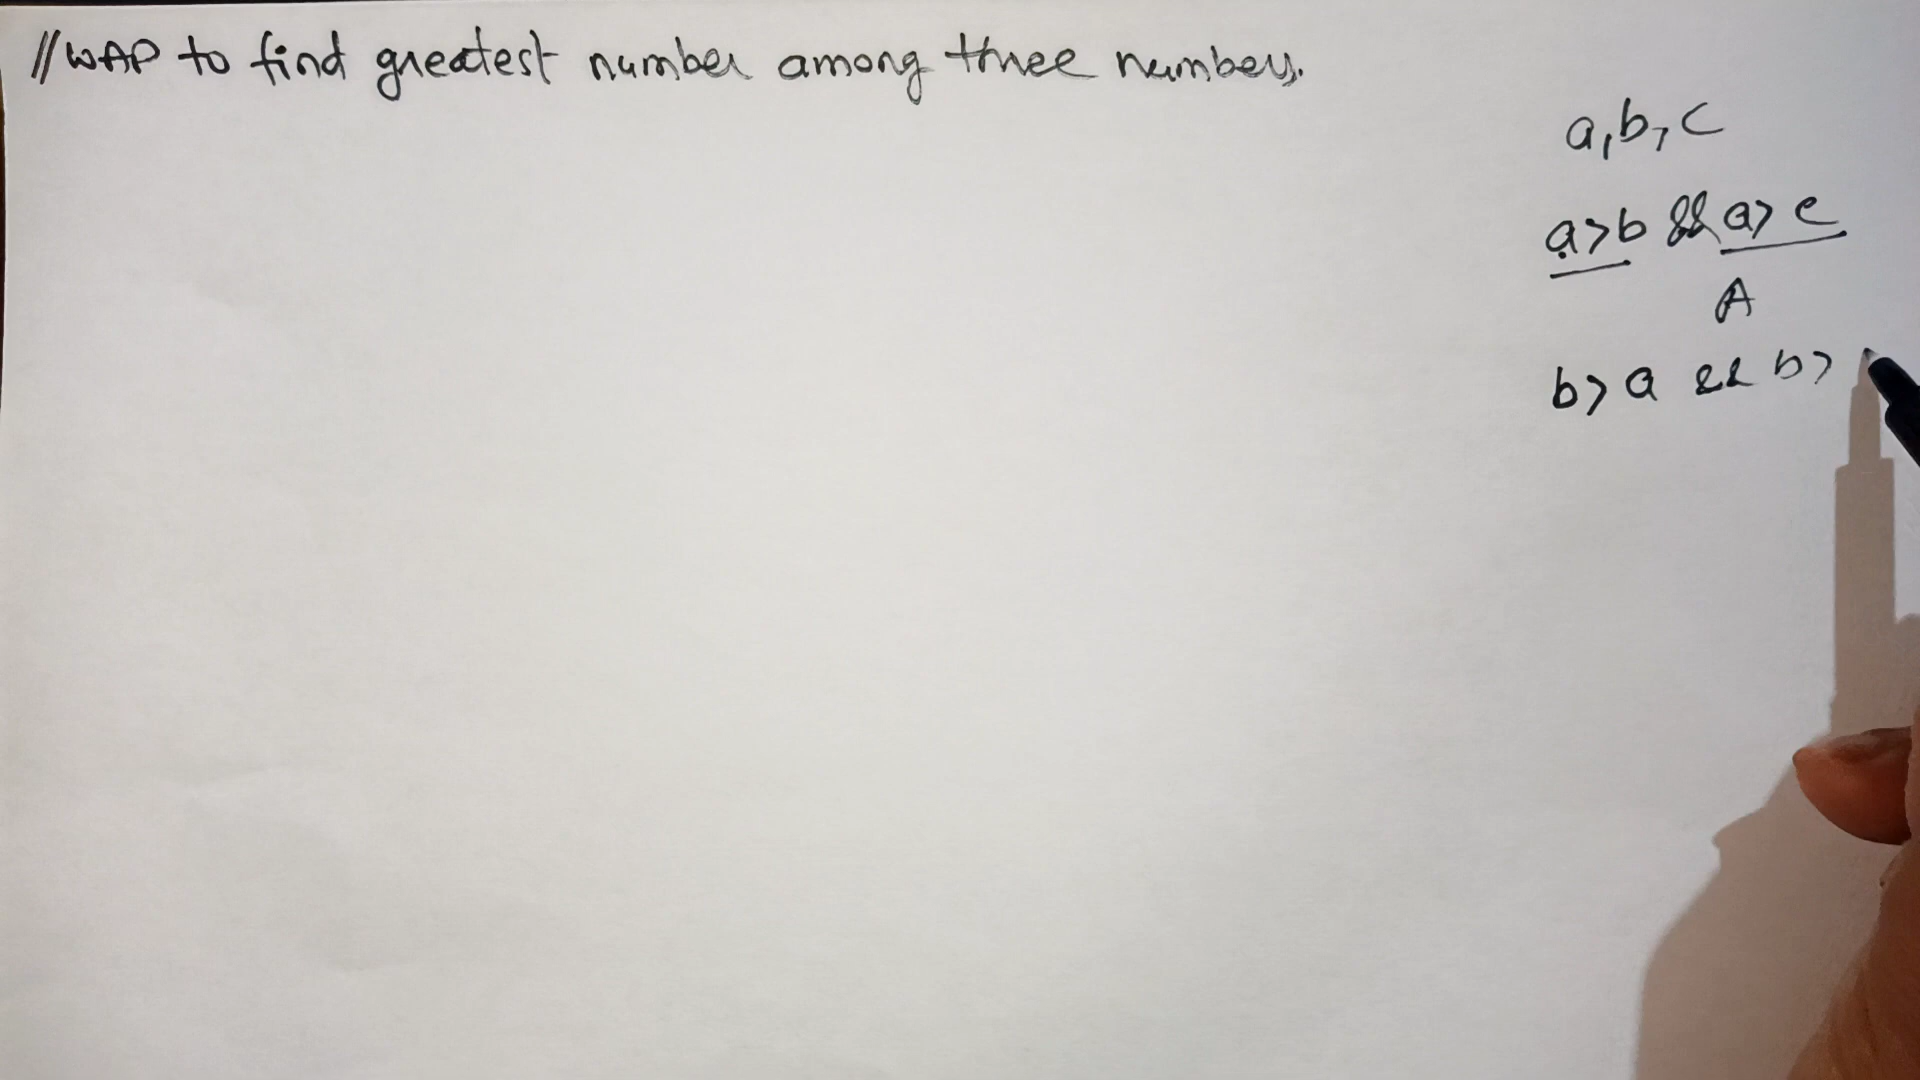 //WAP to find greatest number among three numbers.
a, b, c
a>b && a>c
A
b>a && b>